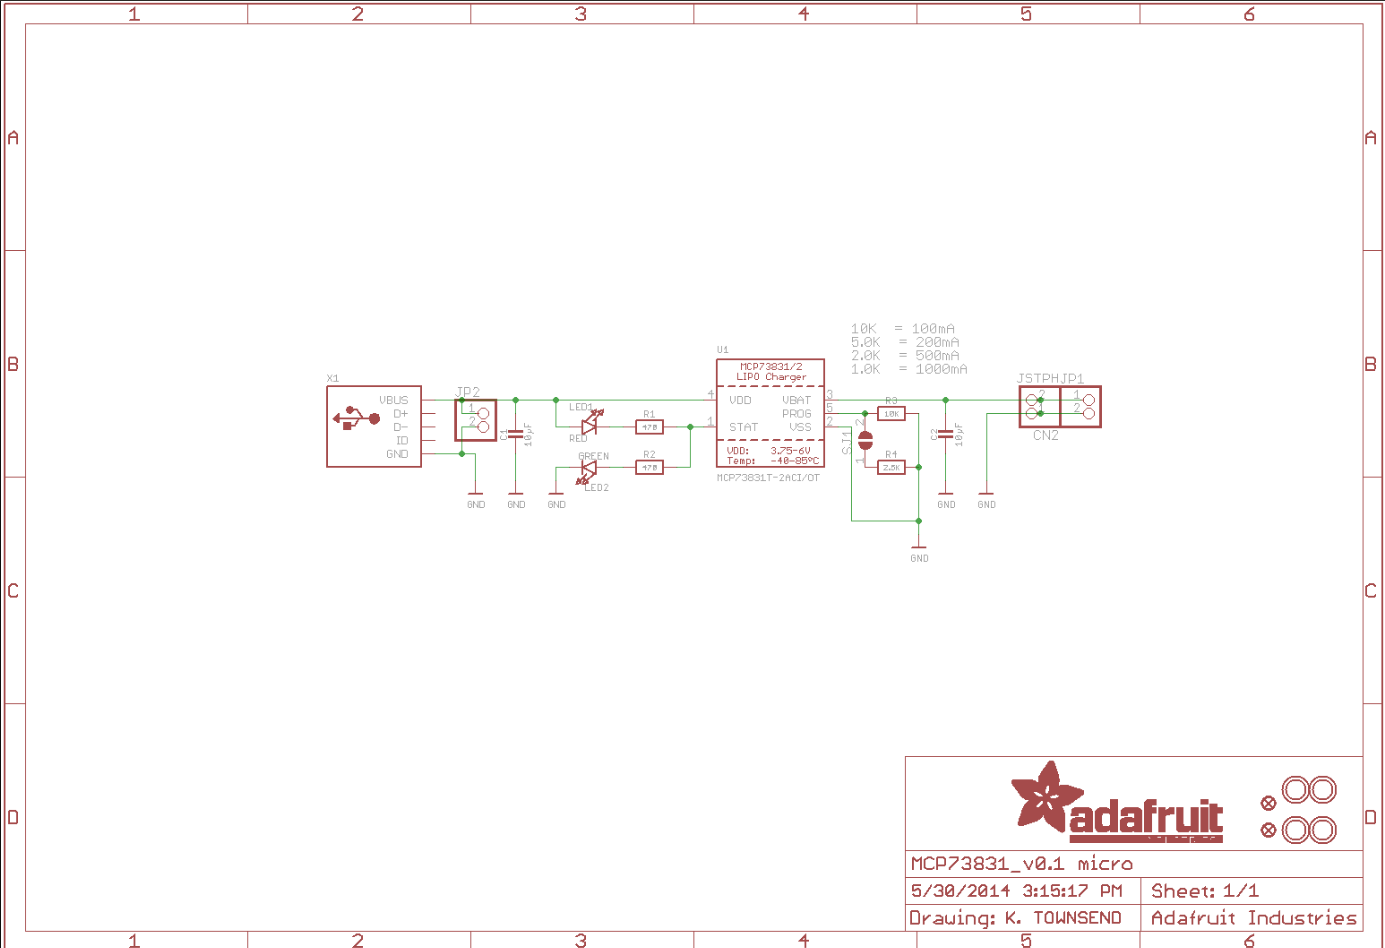 1 2 3 4 5 6
A A
10K = 100mA
5.0K = 200mA
2.0K = 500mA
1.0K = 1000mA
U1
MCP73831/2
LIPO Charger
B B
X1
JP2
JSTPH JP1
VBUS
D+
D-
ID
GND
1
2
C1
10µF
LED1
RED
GREEN
LED2
R1
470
R2
470
4 VDD VBAT 3
PROG 5
1 STAT VSS 2
VDD: 3.75-6V
Temp: -40-85ºC
MCP73831T-2ACI/OT
R3
10K
SJ1
2
1
R4
2.0K
C2
10µF
2
1
1
2
CN2
GND GND GND GND GND
GND
C C
D D
adafruit
MCP73831_v0.1 micro
5/30/2014 3:15:17 PM Sheet: 1/1
Drawing: K. TOWNSEND Adafruit Industries
1 2 3 4 5 6